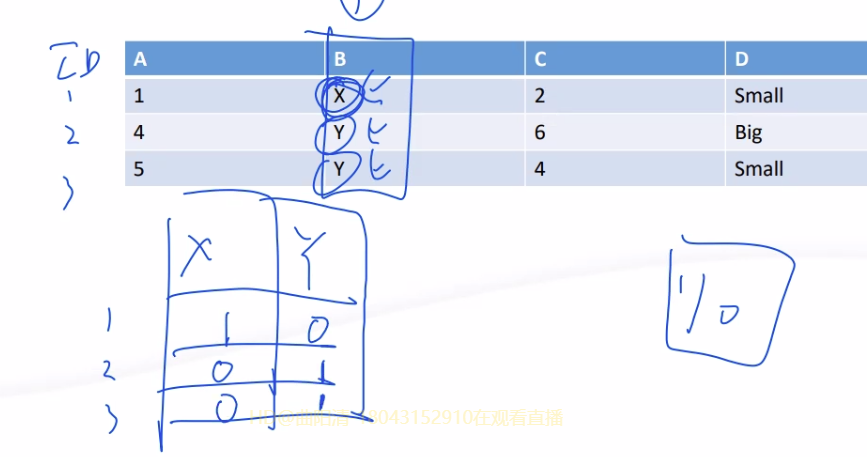 ID
A B C D
1 1 X 2 Small
2 4 Y 6 Big
3 5 Y 4 Small
X Y
1 1 0
2 0 1
3 0 1
1/0
8043152910在观看直播